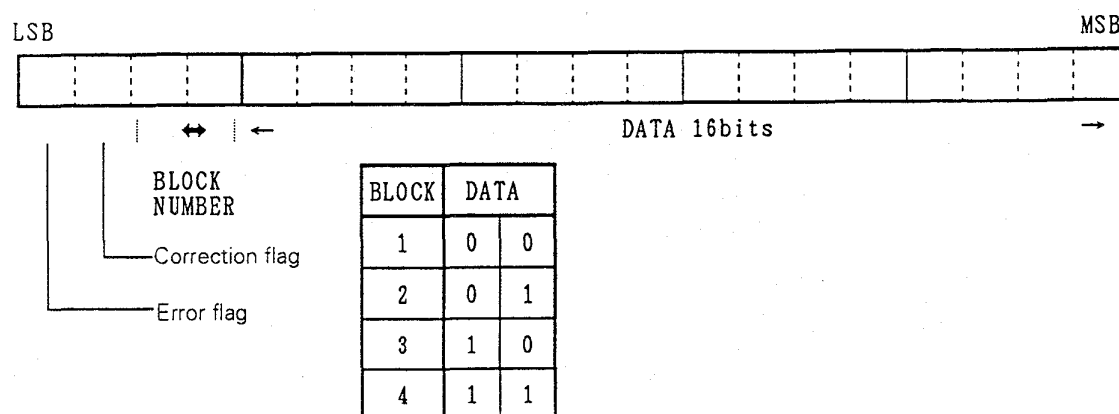 LSB MSB
DATA 16bits
BLOCK
NUMBER
Correction flag
Error flag
BLOCK DATA
1 0 0
2 0 1
3 1 0
4 1 1